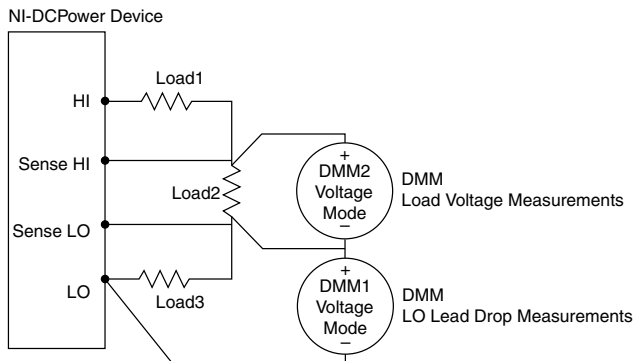 NI-DCPower Device
HI
Load1
Sense HI
Load2
Sense LO
LO
Load3
+
DMM2
Voltage
Mode
−
DMM
Load Voltage Measurements
+
DMM1
Voltage
Mode
−
DMM
LO Lead Drop Measurements